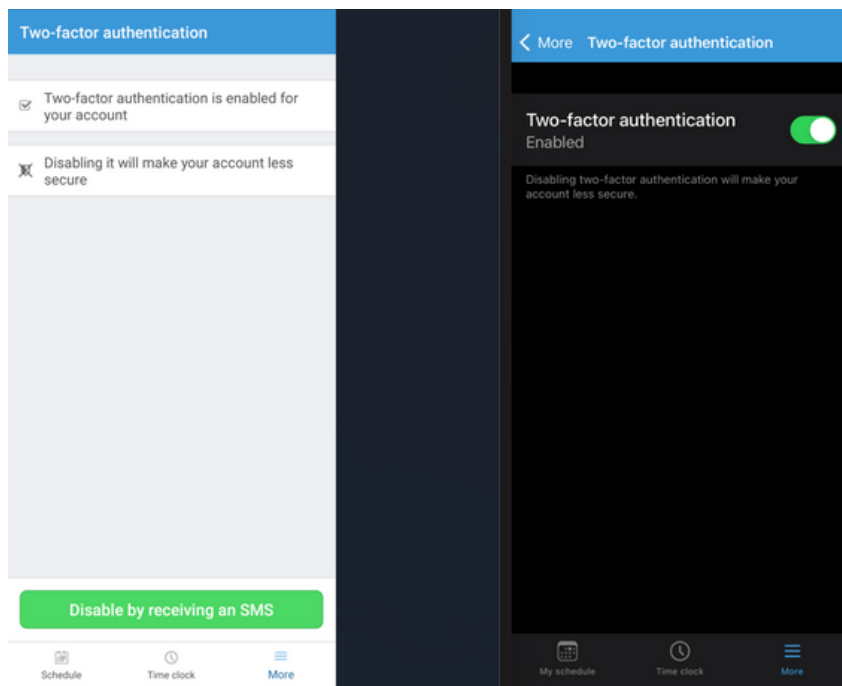 Two-factor authentication
Two-factor authentication is enabled for
your account
Disabling it will make your account less
secure
Disable by receiving an SMS
Schedule
Time clock
More
More
Two-factor authentication
Two-factor authentication
Enabled
Disabling two-factor authentication will make your
account less secure.
My schedule
Time clock
More